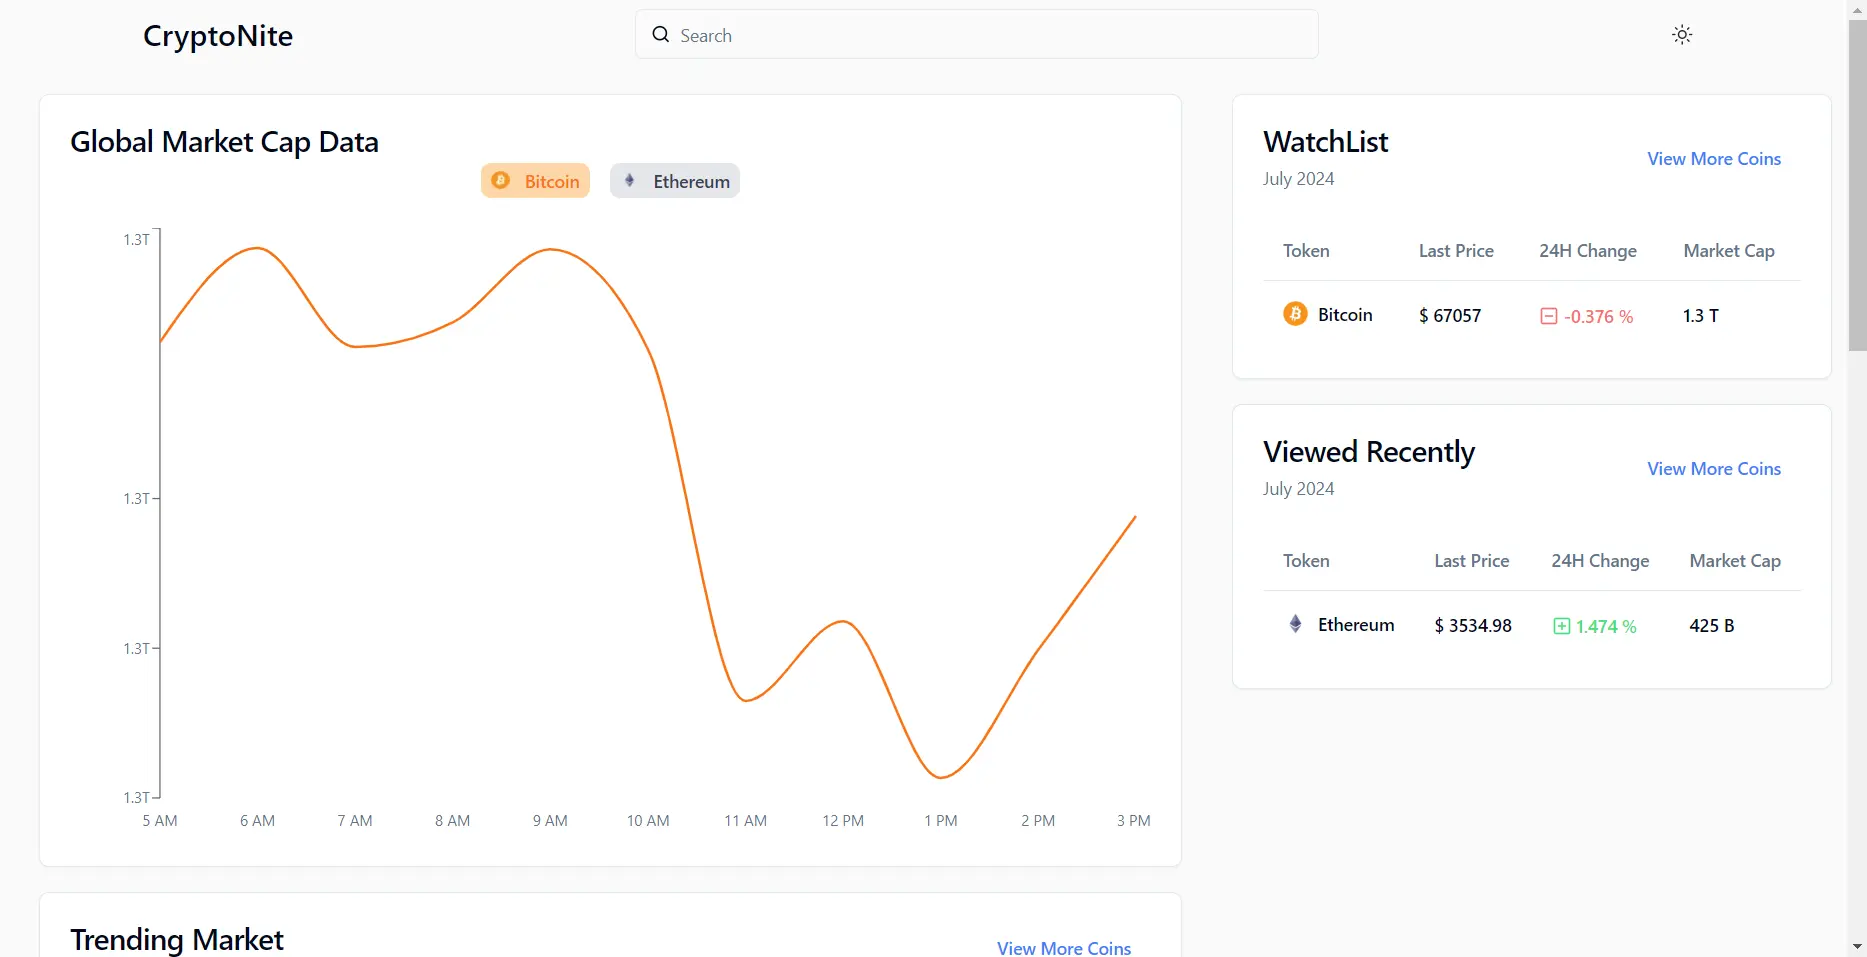 CryptoNite
Search
Global Market Cap Data
Bitcoin Ethereum
1.3T
1.3T
1.3T
1.3T
5 AM 6 AM 7 AM 8 AM 9 AM 10 AM 11 AM 12 PM 1 PM 2 PM 3 PM
WatchList
View More Coins
July 2024
Token Last Price 24H Change Market Cap
Bitcoin $ 67057 -0.376 % 1.3 T
Viewed Recently
View More Coins
July 2024
Token Last Price 24H Change Market Cap
Ethereum $ 3534.98 1.474 % 425 B
Trending Market
View More Coins